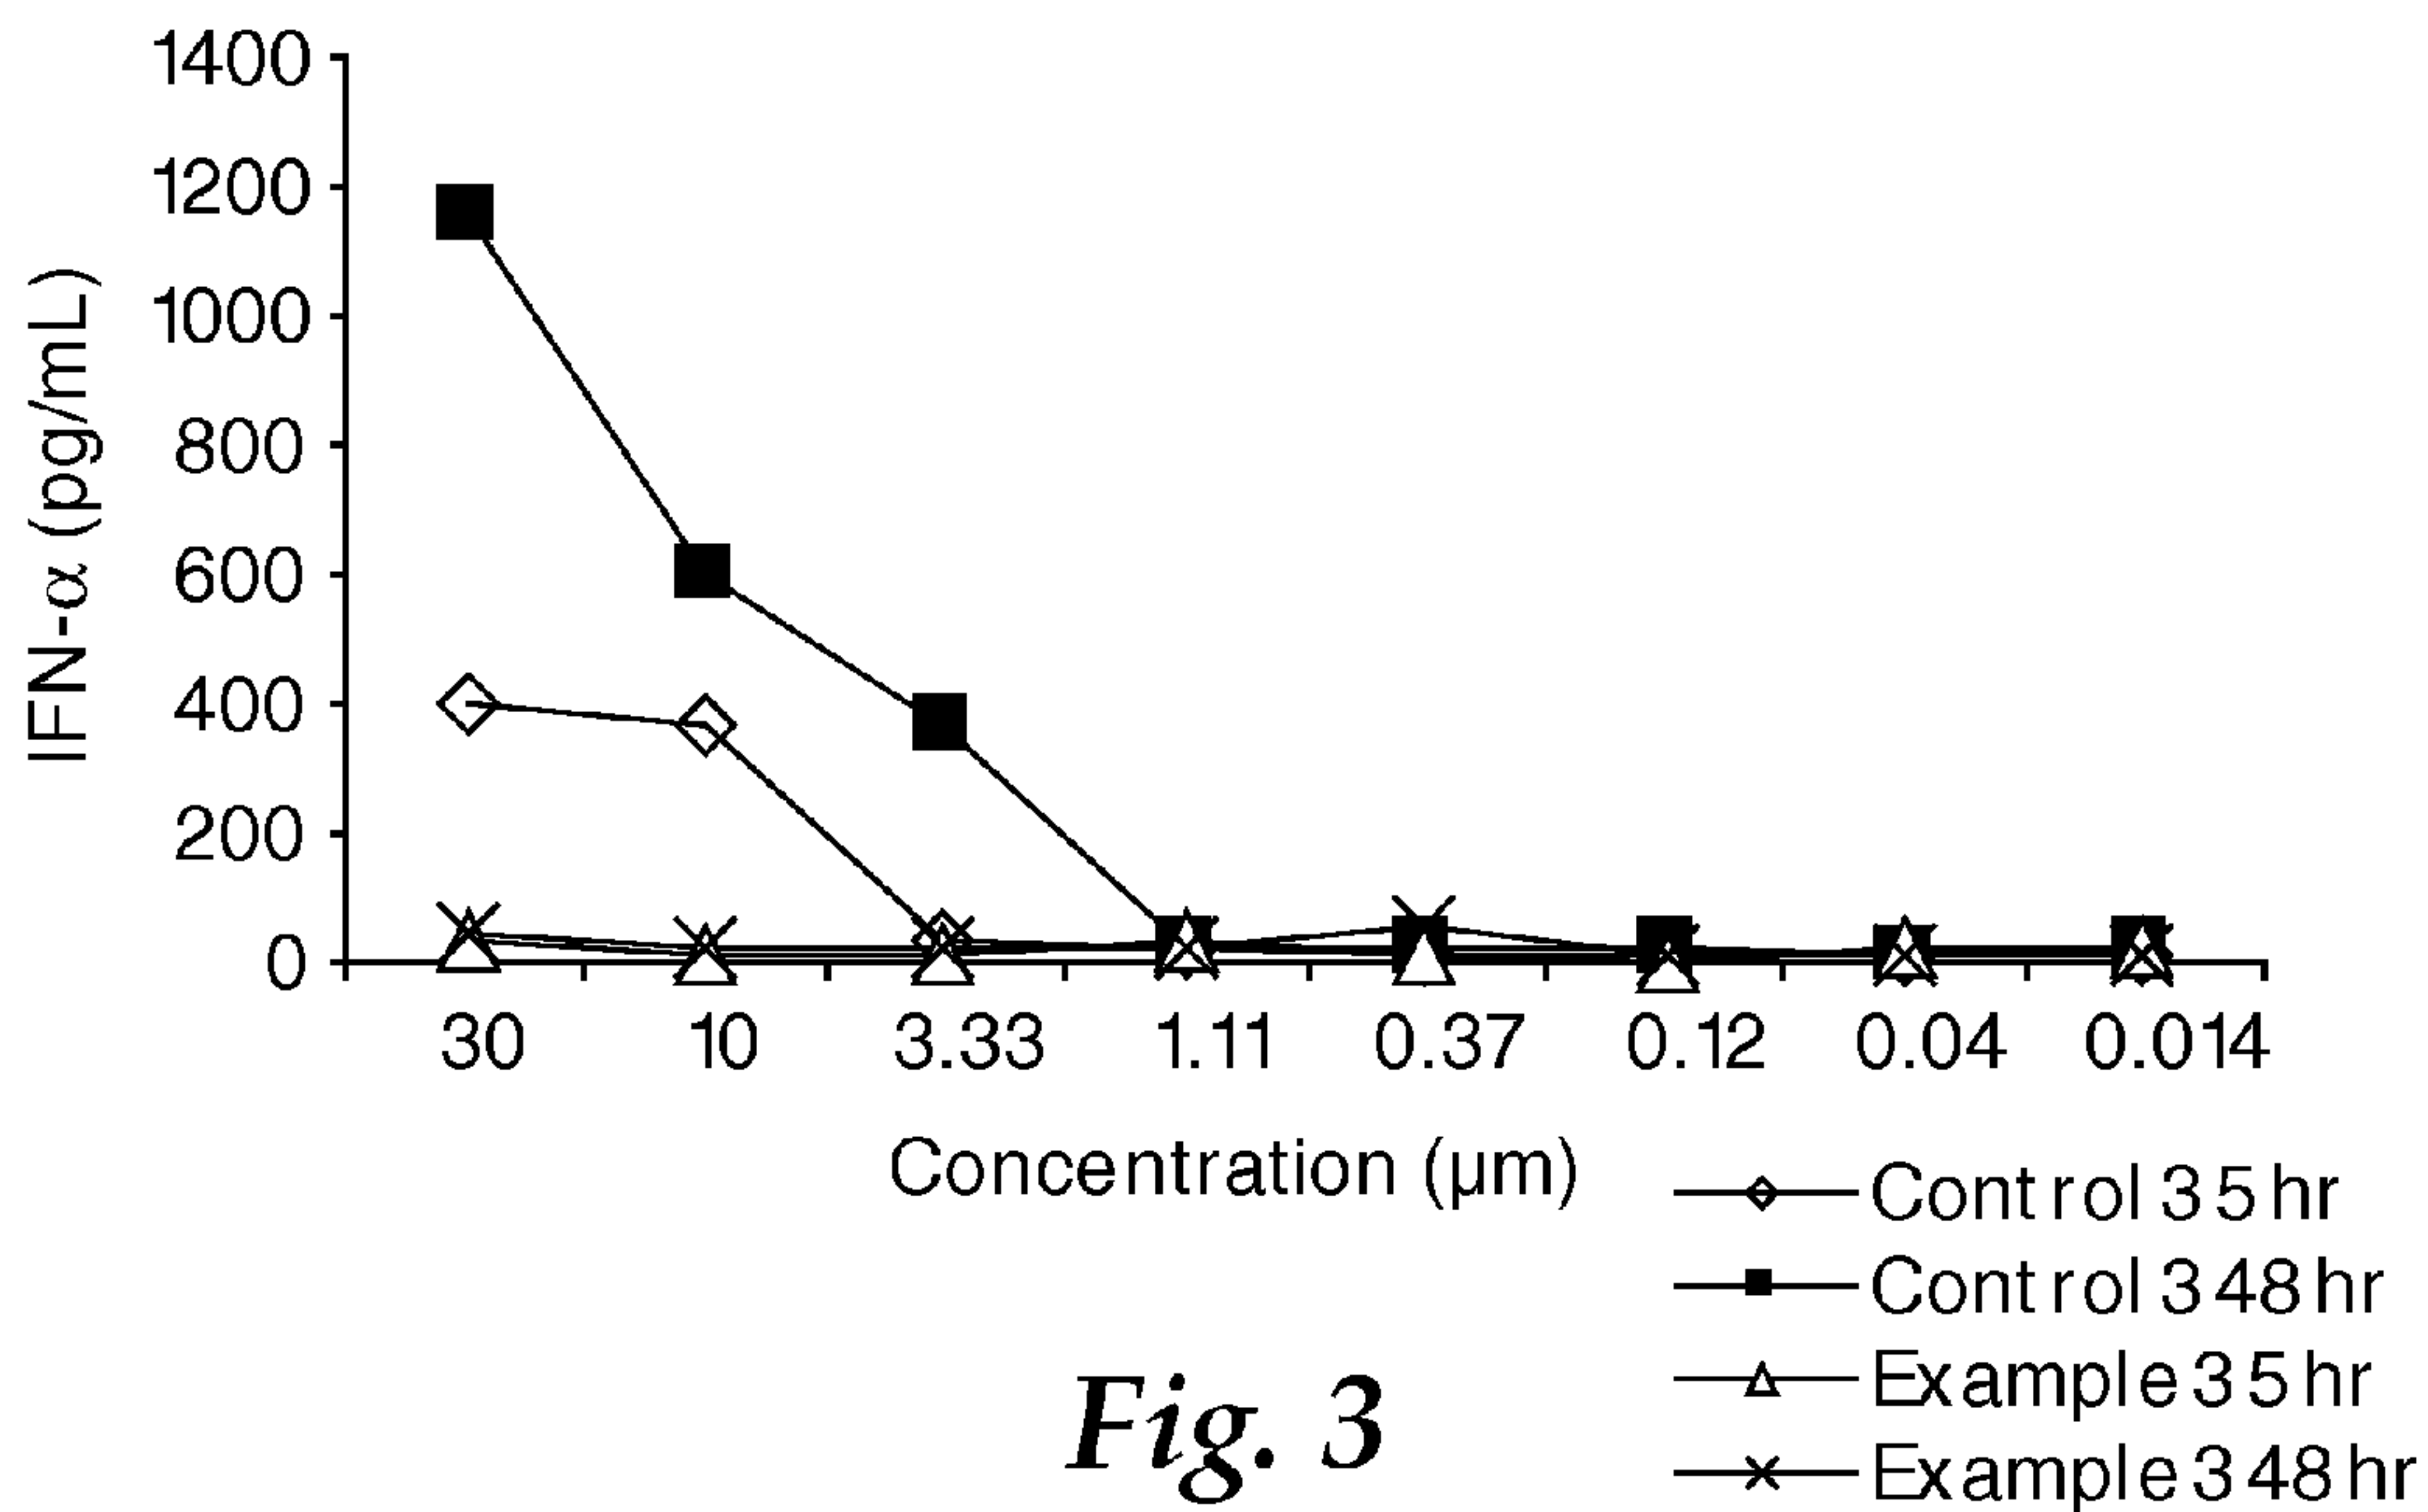 1400
1200
1000
800
600
400
200
0
IFN-α (pg/mL)
30 10 3.33 1.11 0.37 0.12 0.04 0.014
Concentration (µm)
Control 3 5 hr
Control 3 48 hr
Example 3 5 hr
Example 3 48 hr
Fig. 3